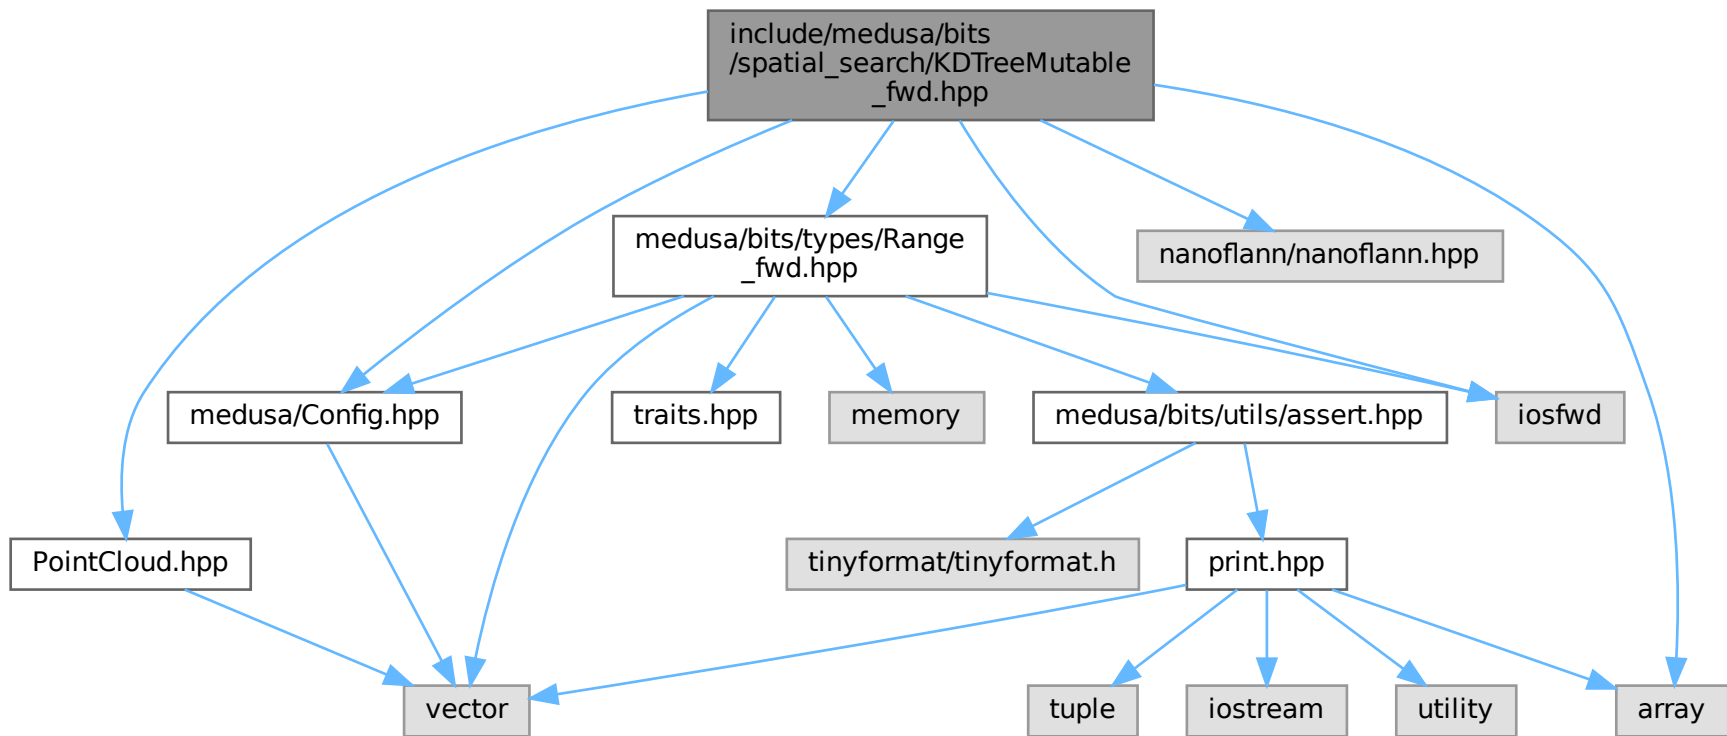 include/medusa/bits
/spatial_search/KDTreeMutable
_fwd.hpp
medusa/bits/types/Range
_fwd.hpp
nanoflann/nanoflann.hpp
medusa/Config.hpp
traits.hpp
memory
medusa/bits/utils/assert.hpp
iosfwd
PointCloud.hpp
tinyformat/tinyformat.h
print.hpp
vector
tuple
iostream
utility
array